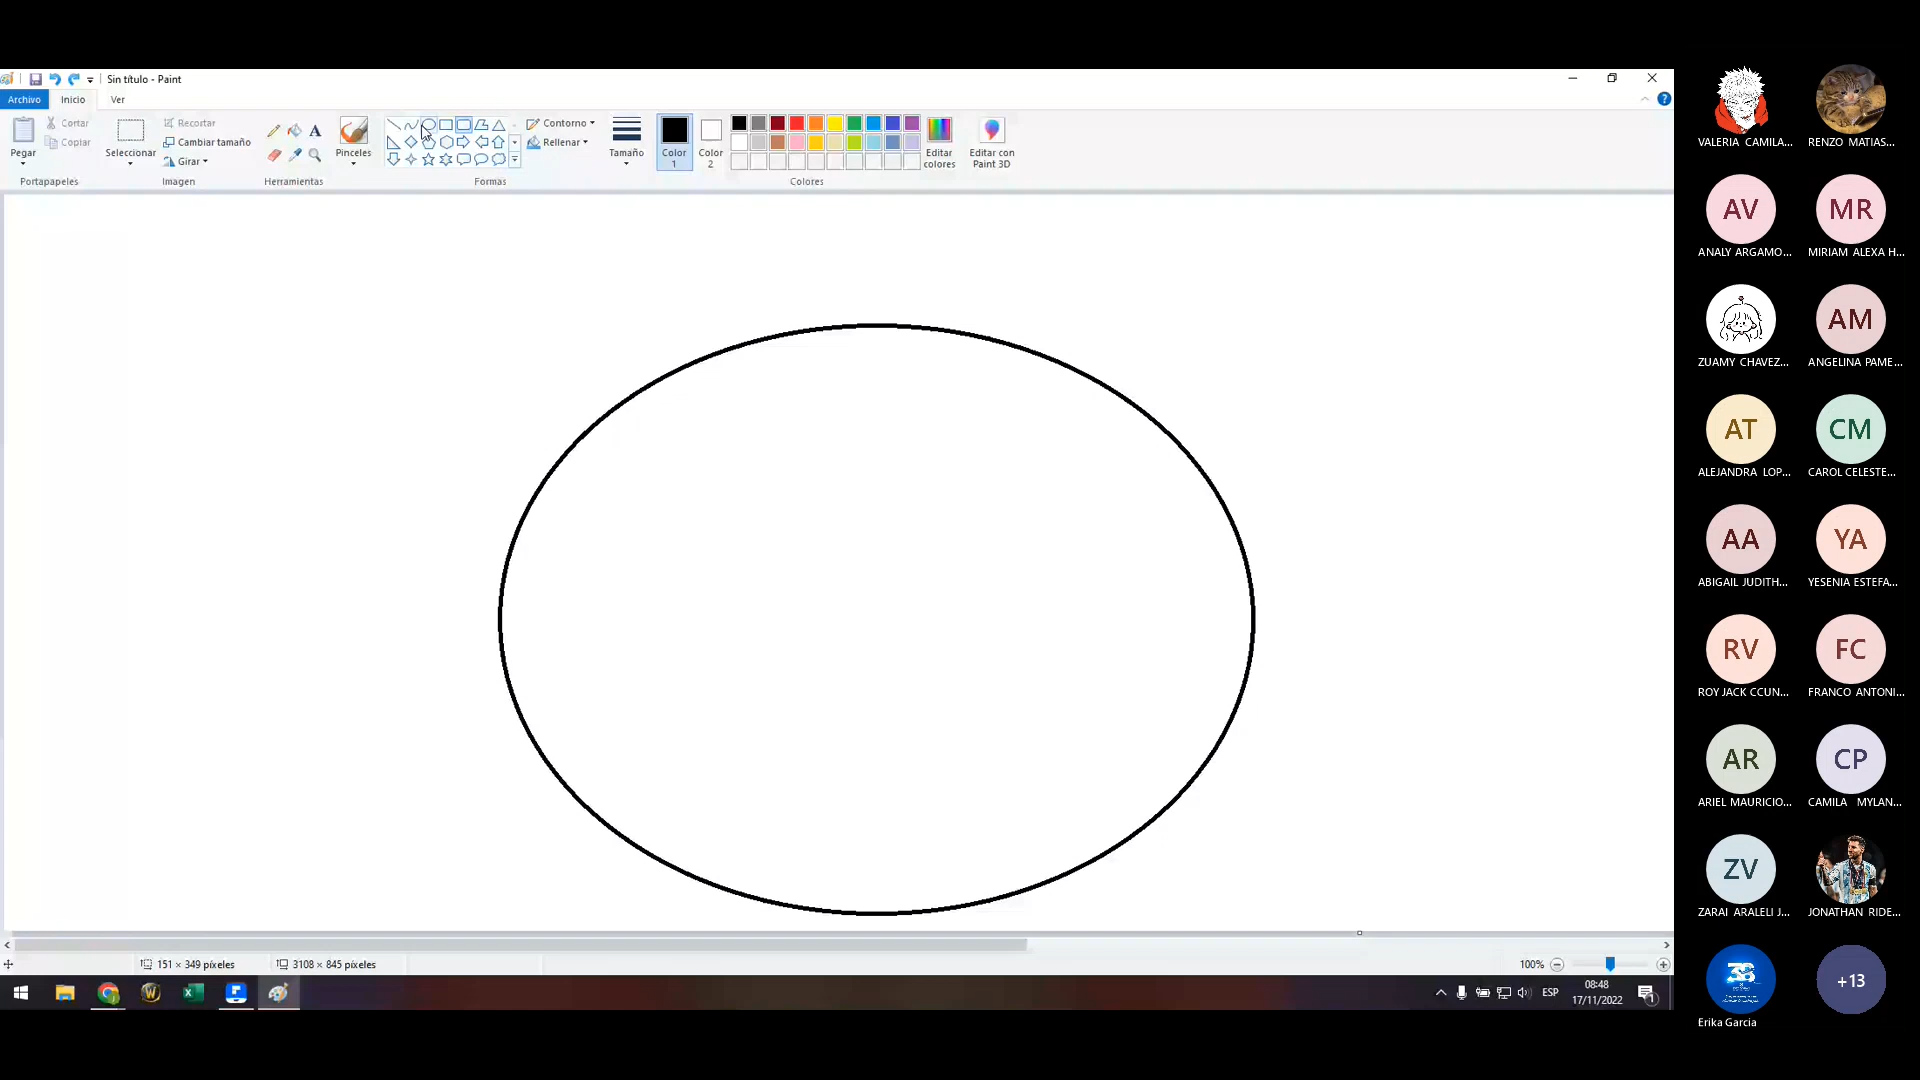 Sin título - Paint
Archivo
Inicio
Ver
Pegar
Cortar
Copiar
Portapapeles
Seleccionar
Recortar
Cambiar tamaño
Girar
Imagen
A
Herramientas
Pinceles
Formas
Contorno
Rellenar
Tamaño
Color 1
Color 2
Editar colores
Editar con Paint 3D
Colores
151 × 349 píxeles
3108 × 845 píxeles
100%
ESP
08:48
17/11/2022
VALERIA CAMILA...
RENZO MATIAS...
AV
MR
ANALY ARGAMO...
MIRIAM ALEXA H...
AM
ZUAMY CHAVEZ...
ANGELINA PAME...
AT
CM
ALEJANDRA LOP...
CAROL CELESTE...
AA
YA
ABIGAIL JUDITH...
YESENIA ESTEFA...
RV
FC
ROY JACK CCUN...
FRANCO ANTONI...
AR
CP
ARIEL MAURICIO...
CAMILA MYLAN...
ZV
ZARAI ARALELI J...
JONATHAN RIDE...
+13
Erika Garcia